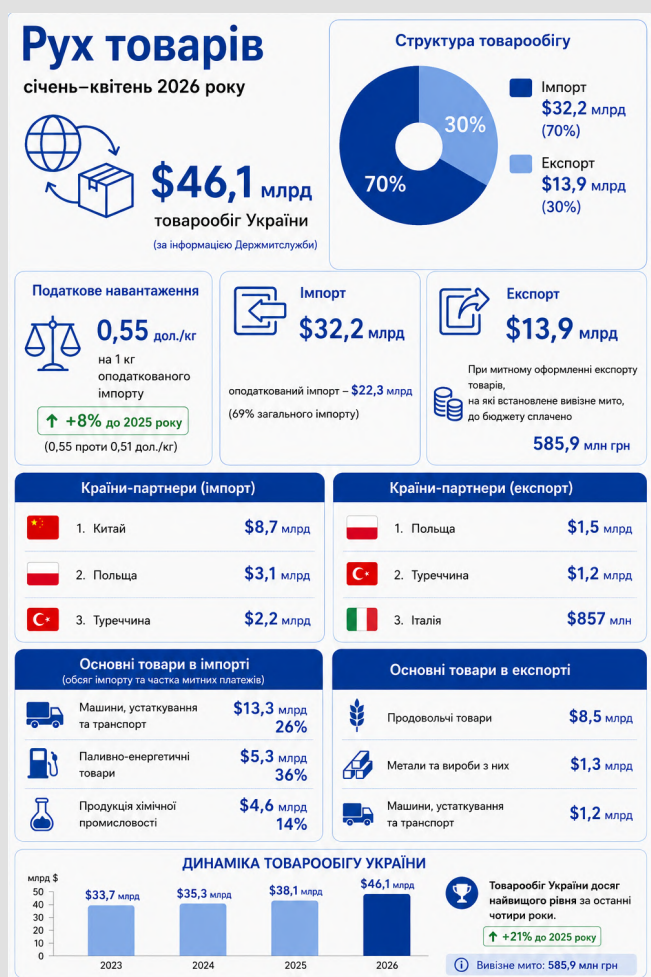 Рух товарів
січень–квітень 2026 року
$46,1 млрд
товарообіг України
(за інформацією Держмитслужби)
Структура товарообігу
30%
70%
Імпорт
$32,2 млрд
(70%)
Експорт
$13,9 млрд
(30%)
Податкове навантаження
0,55 дол./кг
на 1 кг
оподаткованого
імпорту
↑ +8% до 2025 року
(0,55 проти 0,51 дол./кг)
Імпорт
$32,2 млрд
оподаткований імпорт – $22,3 млрд
(69% загального імпорту)
Експорт
$13,9 млрд
При митному оформленні експорту
товарів,
на які встановлене вивізне мито,
до бюджету сплачено
585,9 млн грн
Країни-партнери (імпорт)
1. Китай $8,7 млрд
2. Польща $3,1 млрд
3. Туреччина $2,2 млрд
Країни-партнери (експорт)
1. Польща $1,5 млрд
2. Туреччина $1,2 млрд
3. Італія $857 млн
Основні товари в імпорті
(обсяг імпорту та частка митних платежів)
Машини, устаткування
та транспорт
$13,3 млрд
26%
Паливно-енергетичні
товари
$5,3 млрд
36%
Продукція хімічної
промисловості
$4,6 млрд
14%
Основні товари в експорті
Продовольчі товари $8,5 млрд
Метали та вироби з них $1,3 млрд
Машини, устаткування
та транспорт
$1,2 млрд
ДИНАМІКА ТОВАРООБІГУ УКРАЇНИ
млрд $
50
40
30
20
10
0
$33,7 млрд
$35,3 млрд
$38,1 млрд
$46,1 млрд
2023
2024
2025
2026
Товарообіг України досяг
найвищого рівня за останні
чотири роки.
↑ +21% до 2025 року
Вивізне мито: 585,9 млн грн